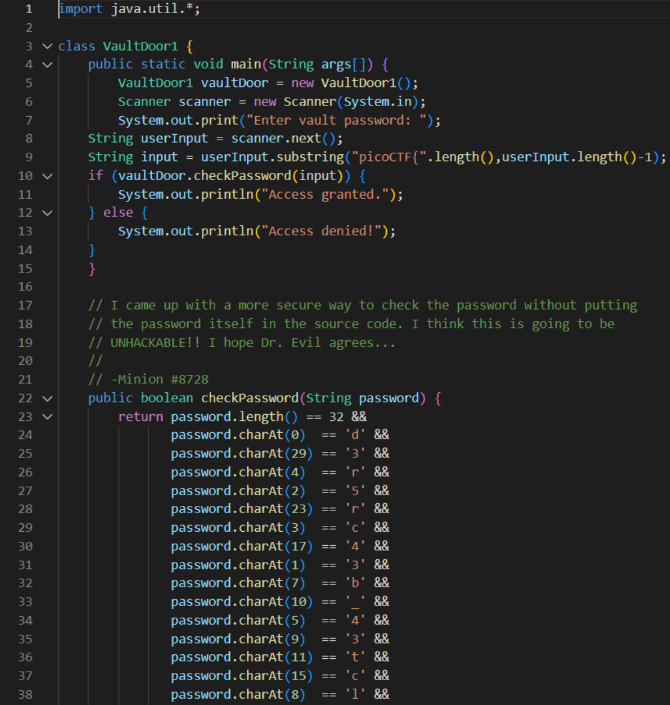 1 import java.util.*;
2
3 class VaultDoor1 {
4 public static void main(String args[]) {
5 VaultDoor1 vaultDoor = new VaultDoor1();
6 Scanner scanner = new Scanner(System.in);
7 System.out.print("Enter vault password: ");
8 String userInput = scanner.next();
9 String input = userInput.substring("picoCTF{".length(),userInput.length()-1);
10 if (vaultDoor.checkPassword(input)) {
11 System.out.println("Access granted.");
12 } else {
13 System.out.println("Access denied!");
14 }
15 }
16
17 // I came up with a more secure way to check the password without putting
18 // the password itself in the source code. I think this is going to be
19 // UNHACKABLE!! I hope Dr. Evil agrees...
20 //
21 // -Minion #8728
22 public boolean checkPassword(String password) {
23 return password.length() == 32 &&
24 password.charAt(0)  == 'd' &&
25 password.charAt(29) == '3' &&
26 password.charAt(4)  == 'r' &&
27 password.charAt(2)  == '5' &&
28 password.charAt(23) == 'r' &&
29 password.charAt(3)  == 'c' &&
30 password.charAt(17) == '4' &&
31 password.charAt(1)  == '3' &&
32 password.charAt(7)  == 'b' &&
33 password.charAt(10) == '_' &&
34 password.charAt(5)  == '4' &&
35 password.charAt(9)  == '3' &&
36 password.charAt(11) == 't' &&
37 password.charAt(15) == 'c' &&
38 password.charAt(8)  == 'l' &&